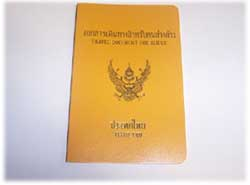 เอกสารเดินทางสำหรับคนต่างด้าว
TRAVEL DOCUMENT FOR ALIENS
ประเทศไทย
THAILAND